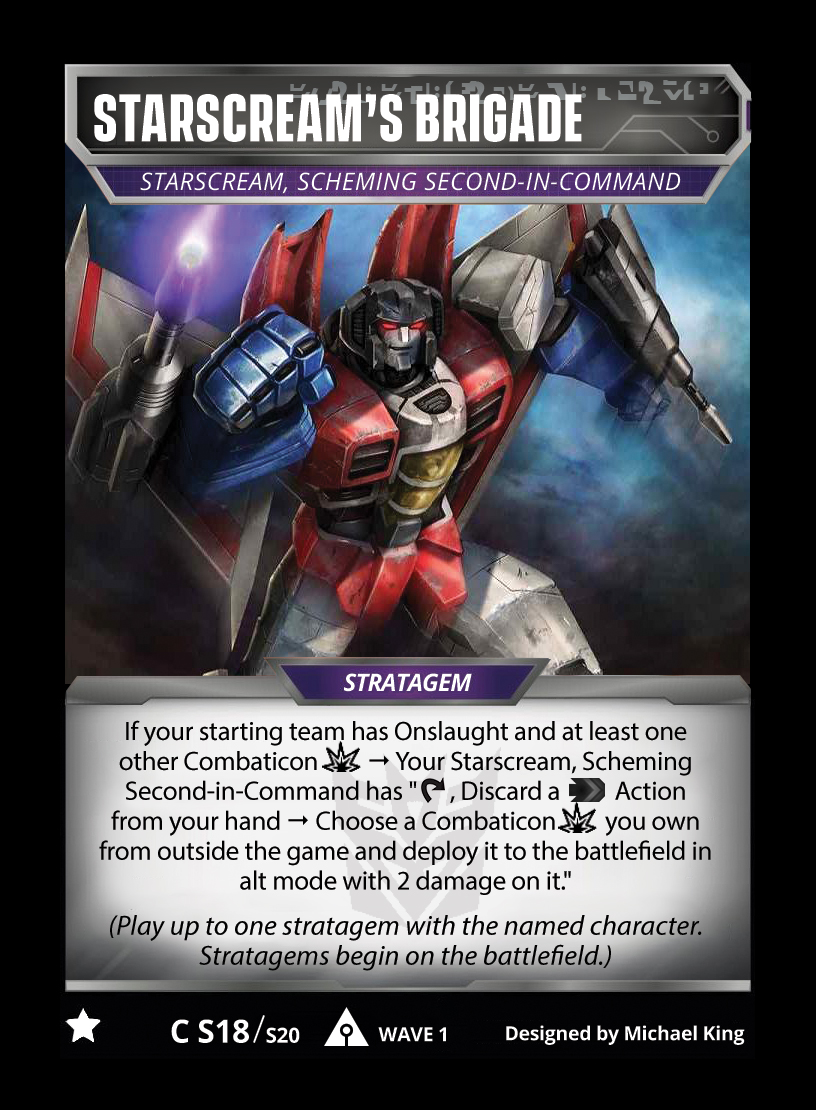 STARSCREAM'S BRIGADE
STARSCREAM, SCHEMING SECOND-IN-COMMAND
STRATAGEM
If your starting team has Onslaught and at least one
other Combaticon → Your Starscream, Scheming
Second-in-Command has " , Discard a Action
from your hand → Choose a Combaticon you own
from outside the game and deploy it to the battlefield in
alt mode with 2 damage on it."
(Play up to one stratagem with the named character.
Stratagems begin on the battlefield.)
C S18/S20 WAVE 1 Designed by Michael King